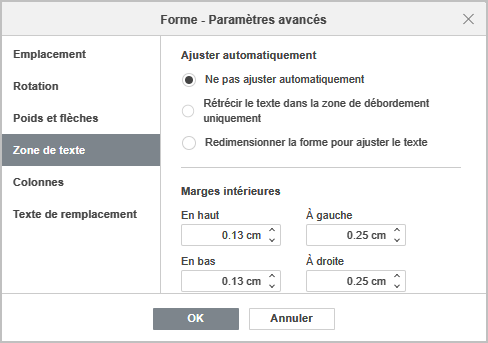 Forme - Paramètres avancés
Emplacement
Rotation
Poids et flèches
Zone de texte
Colonnes
Texte de remplacement
Ajuster automatiquement
Ne pas ajuster automatiquement
Rétrécir le texte dans la zone de débordement
uniquement
Redimensionner la forme pour ajuster le texte
Marges intérieures
En haut
À gauche
0.13 cm
0.25 cm
En bas
À droite
0.13 cm
0.25 cm
OK
Annuler